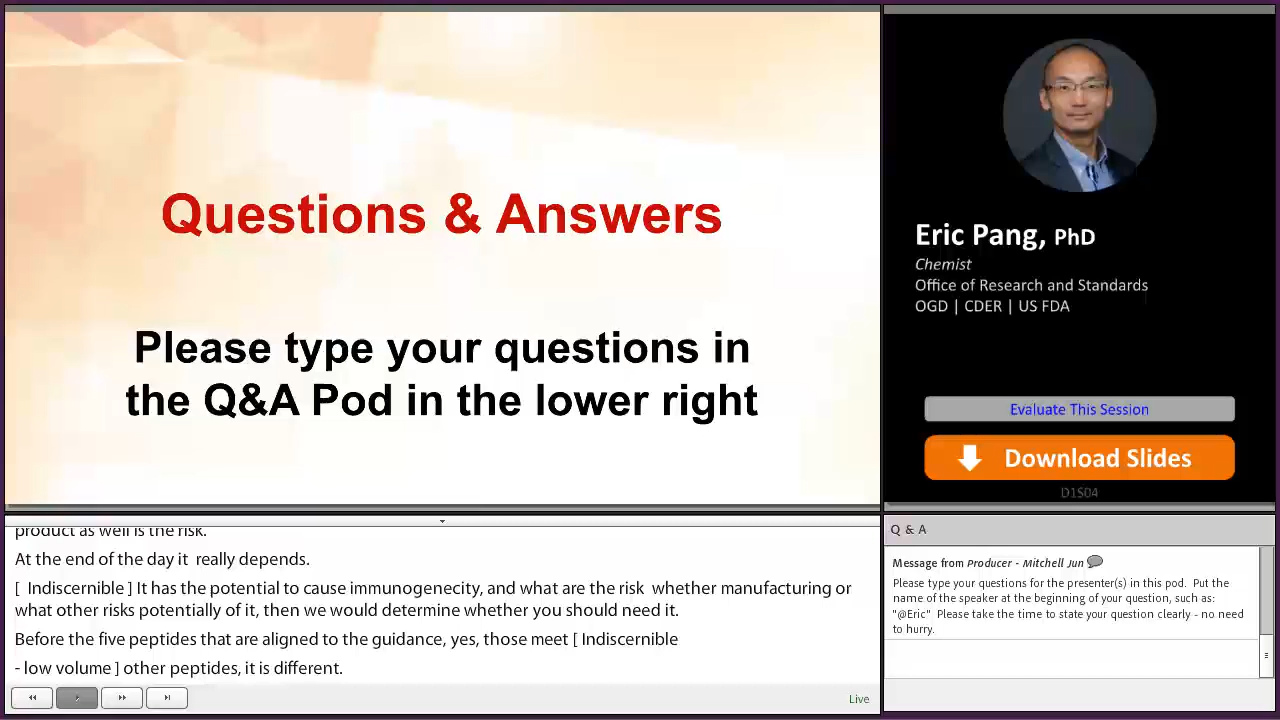 Questions & Answers
Please type your questions in
the Q&A Pod in the lower right
Eric Pang, PhD
Chemist
Office of Research and Standards
OGD | CDER | US FDA
Evaluate This Session
Download Slides
D1S04
product as well is the risk.
At the end of the day it  really depends.
[  Indiscernible ] It has the potential to cause immunogenecity, and what are the risk  whether manufacturing or
what other risks potentially of it, then we would determine whether you should need it.
Before the five peptides that are aligned to the guidance, yes, those meet [ Indiscernible
- low volume ] other peptides, it is different.
Live
Q & A
Message from Producer - Mitchell Jun
Please type your questions for the presenter(s) in this pod.  Put the
name of the speaker at the beginning of your question, such as:
"@Eric"  Please take the time to state your question clearly - no need
to hurry.